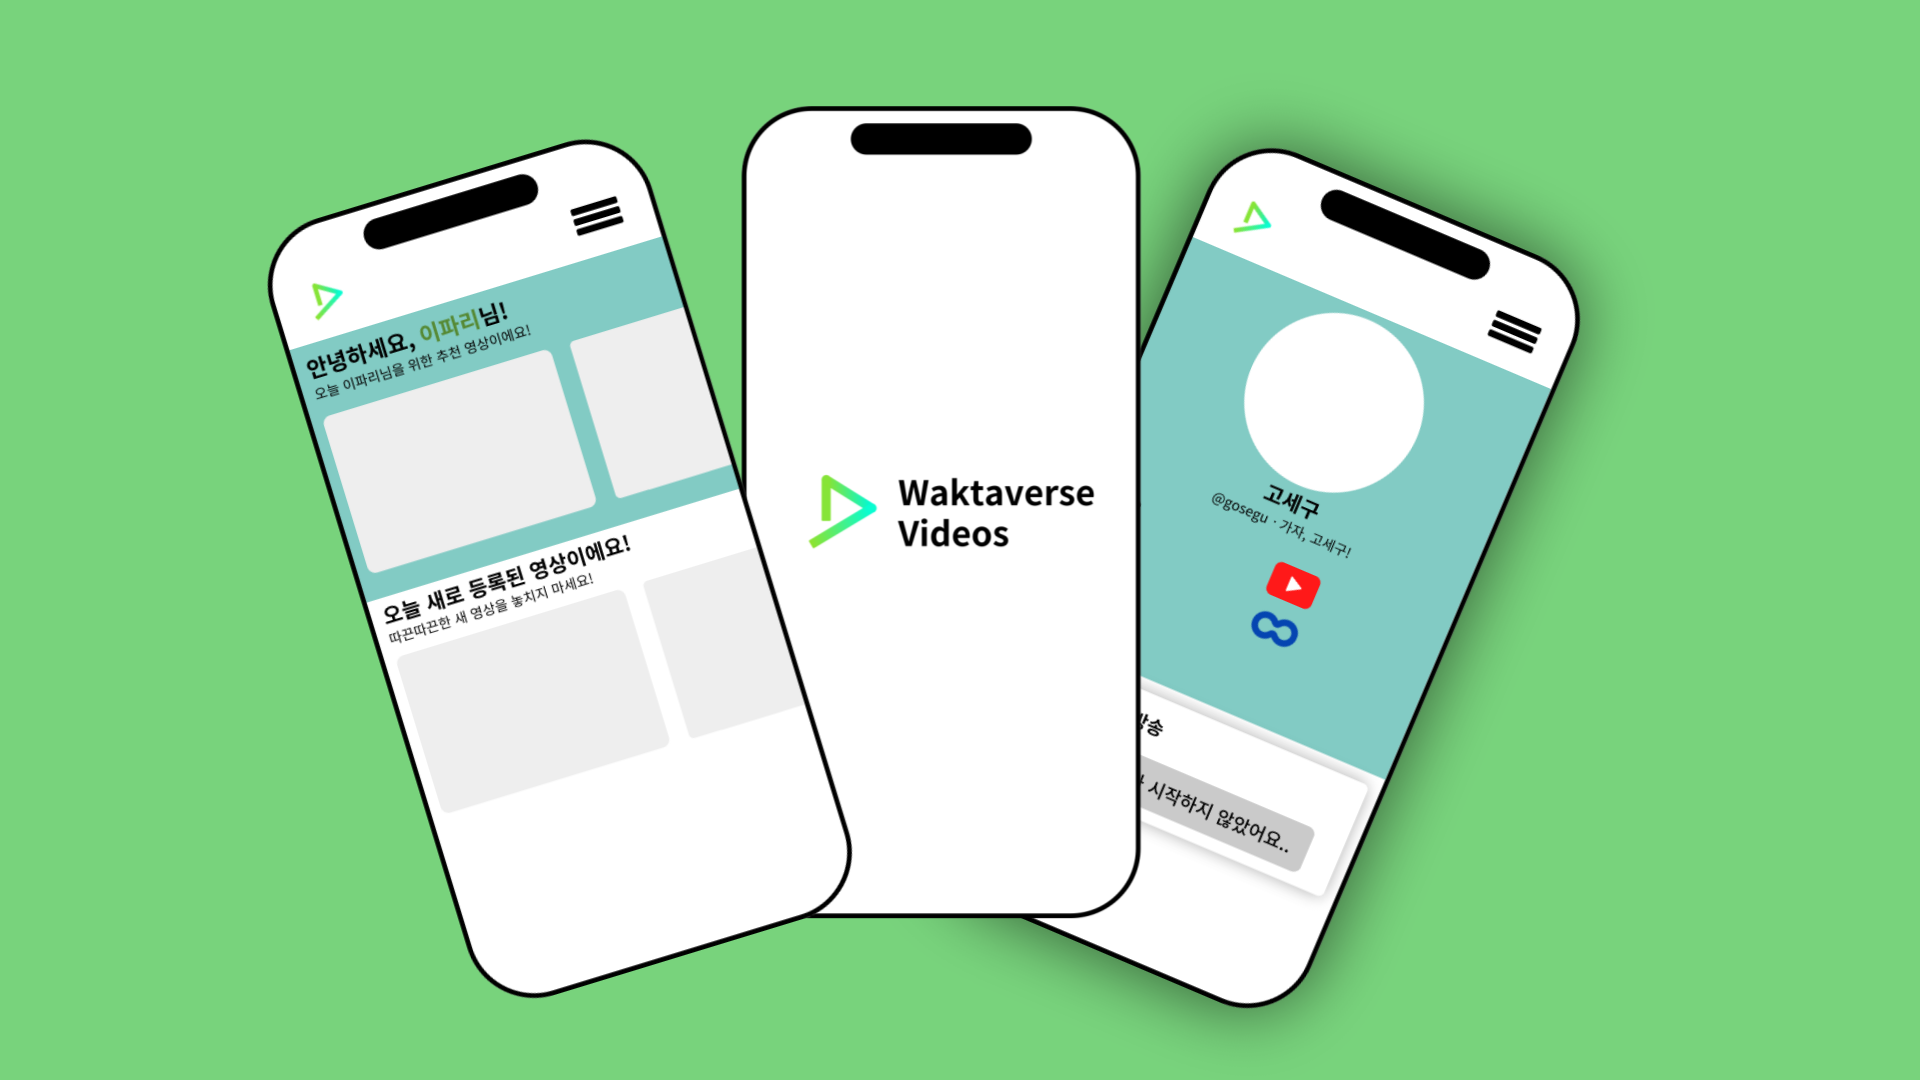 안녕하세요, 이파리님!
오늘 이파리님을 위한 추천 영상이에요!
오늘 새로 등록된 영상이에요!
따끈따끈한 새 영상을 놓치지 마세요!
Waktaverse
Videos
고세구
@gosegu · 가자, 고세구!
방송
시작하지 않았어요..